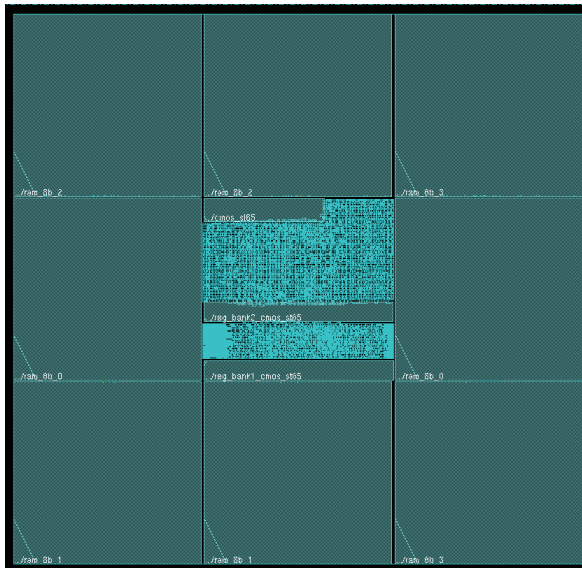 ./ram_8b_2
./ram_8b_2
./ram_8b_3
./cmos_st65
./reg_bank2_cmos_st65
./ram_8b_0
./reg_bank1_cmos_st65
./ram_8b_0
./ram_8b_1
./ram_8b_1
./ram_8b_3